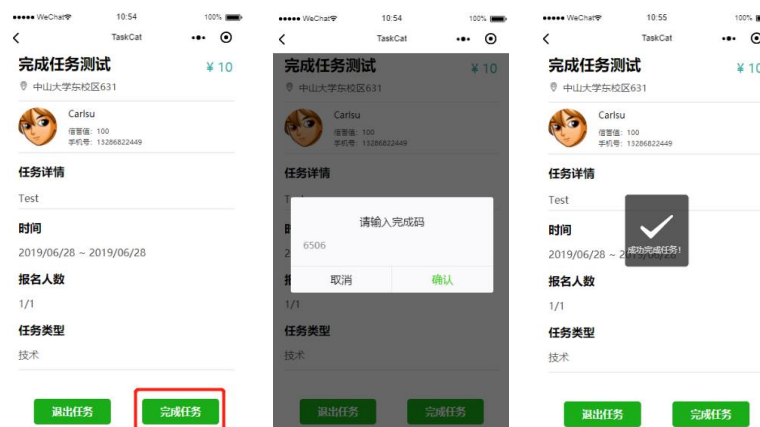 ●●●●● WeChat 10:54 100%
TaskCat
完成任务测试 ¥ 10
中山大学东校区631
Carlsu
信誉值: 100
手机号: 13286822449
任务详情
Test
时间
2019/06/28 ~ 2019/06/28
报名人数
1/1
任务类型
技术
退出任务 完成任务
●●●●● WeChat 10:54 100%
TaskCat
完成任务测试 ¥ 10
中山大学东校区631
Carlsu
信誉值: 100
手机号: 13286822449
任务详情
请输入完成码
6506
取消 确认
1/1
任务类型
技术
退出任务 完成任务
●●●●● WeChat 10:55 100%
TaskCat
完成任务测试 ¥ 10
中山大学东校区631
Carlsu
信誉值: 100
手机号: 13286822449
任务详情
Test
时间
成功完成任务!
2019/06/28 ~ 2019/06/28
报名人数
1/1
任务类型
技术
退出任务 完成任务